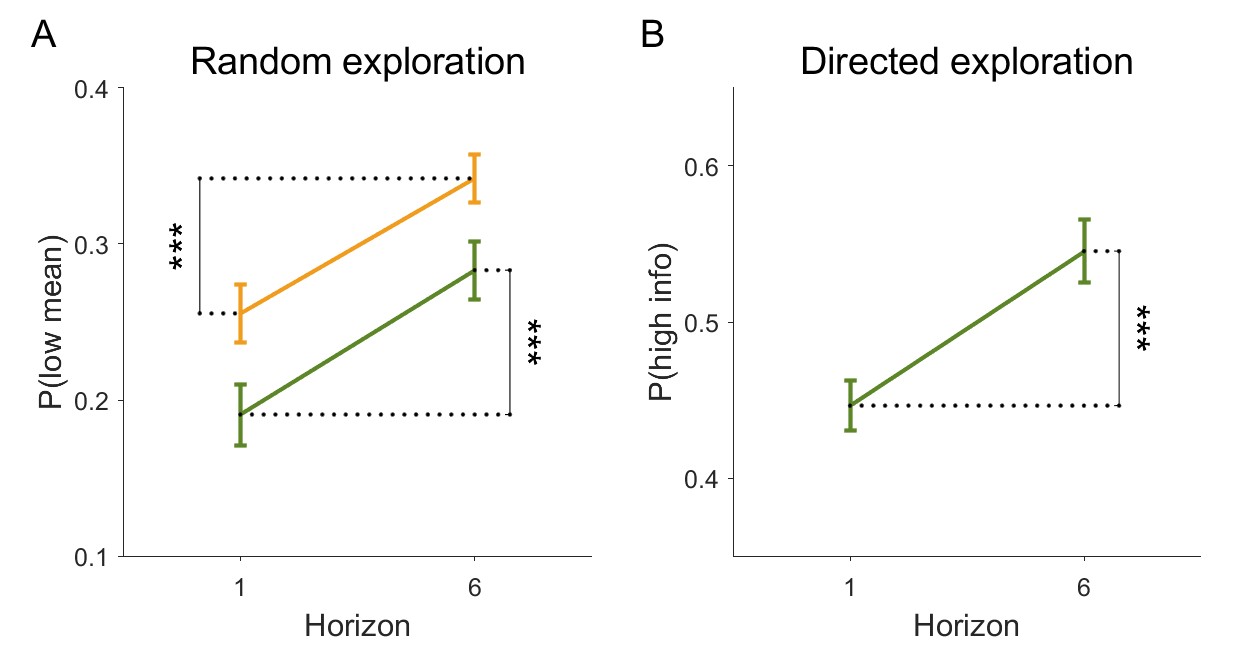 A
Random exploration
0.4
0.3
0.2
0.1
P(low mean)
***
***
1
6
Horizon
B
Directed exploration
0.6
0.5
0.4
P(high info)
***
1
6
Horizon